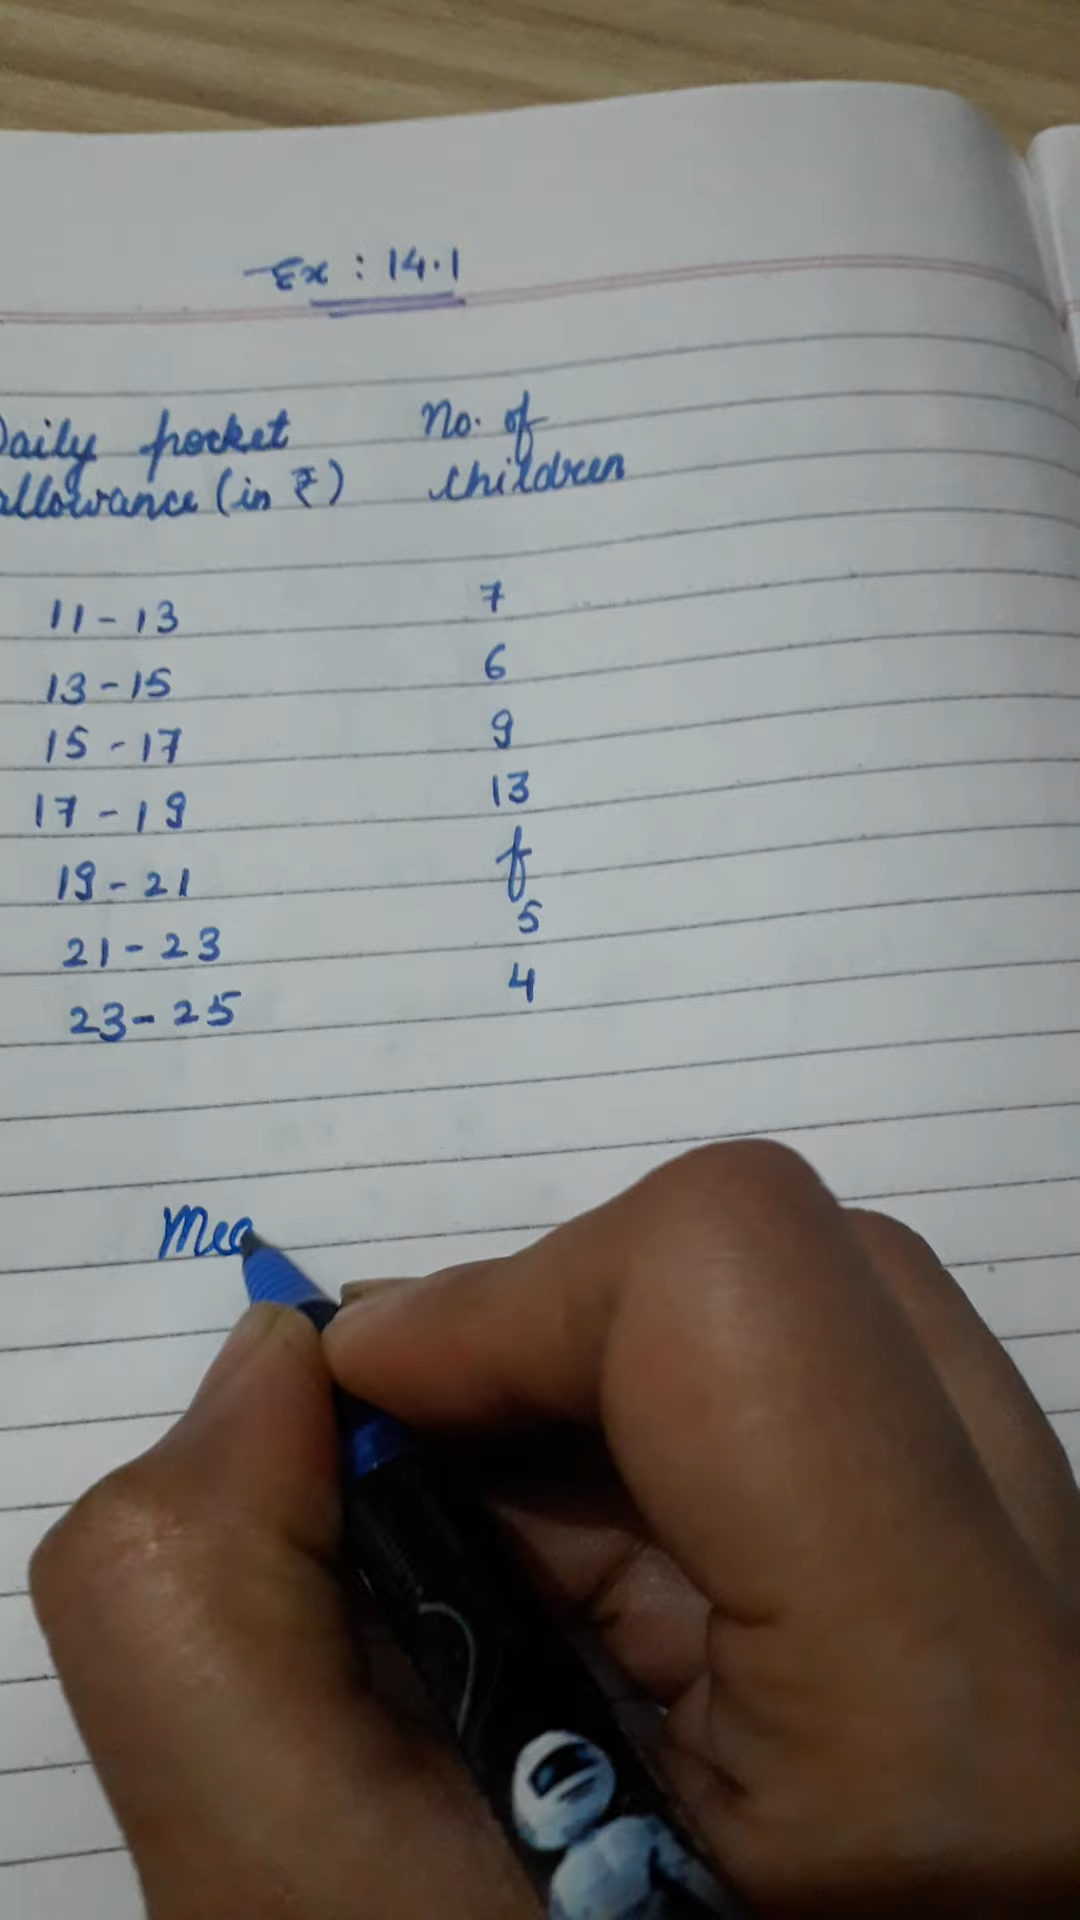 Ex : 14.1
Daily pocket No. of
allowance (in ₹) children
11 - 13 7
13 - 15 6
15 - 17 9
17 - 19 13
19 - 21 f
21 - 23 5
23 - 25 4
Mea